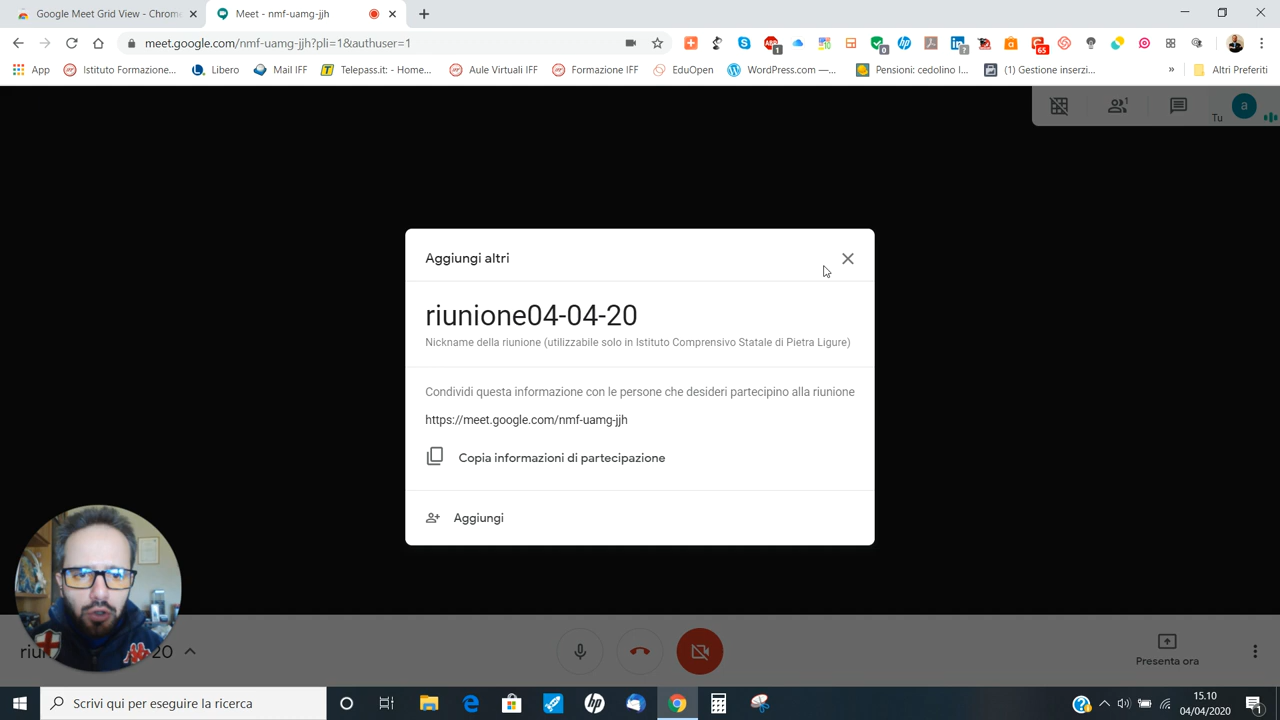 Google Meet Grid View - Chrom
Meet - nmf-uamg-jjh
meet.google.com/nmf-uamg-jjh?pli=1&authuser=1
App
Istituto Formazione...
Libero
Mail IFF
Telepass.it: - Home...
Aule Virtuali IFF
Formazione IFF
EduOpen
WordPress.com —...
Pensioni: cedolino I...
(1) Gestione inserzi...
»
Altri Preferiti
1
Tu
a
Aggiungi altri
riunione04-04-20
Nickname della riunione (utilizzabile solo in Istituto Comprensivo Statale di Pietra Ligure)
Condividi questa informazione con le persone che desideri partecipino alla riunione
https://meet.google.com/nmf-uamg-jjh
Copia informazioni di partecipazione
Aggiungi
riu
20
Presenta ora
Scrivi qui per eseguire la ricerca
15.10
04/04/2020